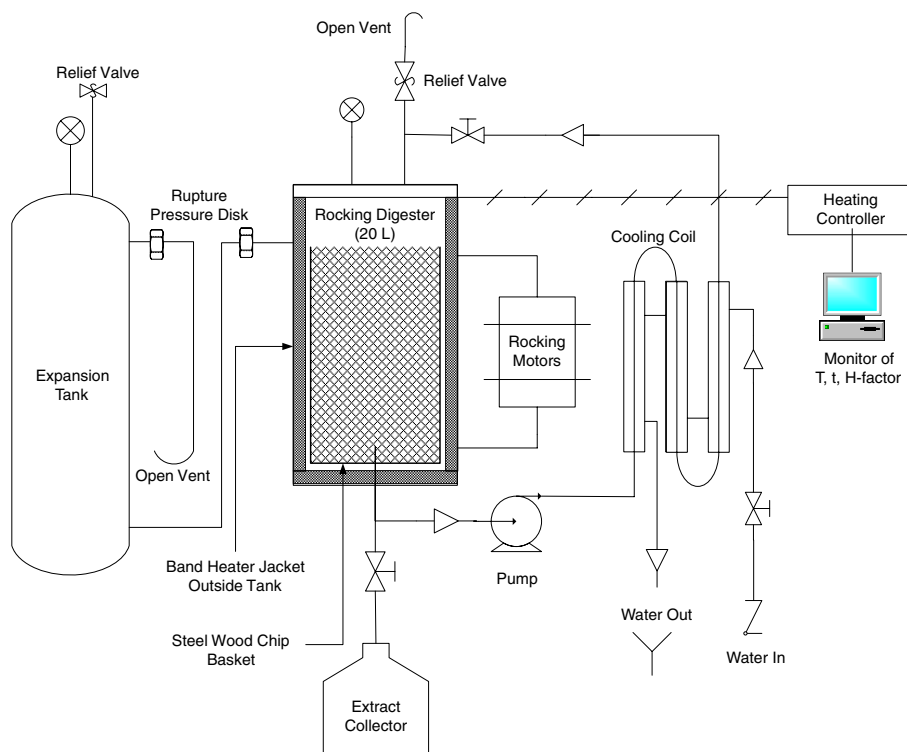 Open Vent
Relief Valve
Relief Valve
Rupture
Pressure Disk
Rocking Digester
(20 L)
Heating
Controller
Cooling Coil
Rocking
Motors
Monitor of
T, t, H-factor
Expansion
Tank
Open Vent
Band Heater Jacket
Outside Tank
Pump
Steel Wood Chip
Basket
Water Out
Water In
Extract
Collector